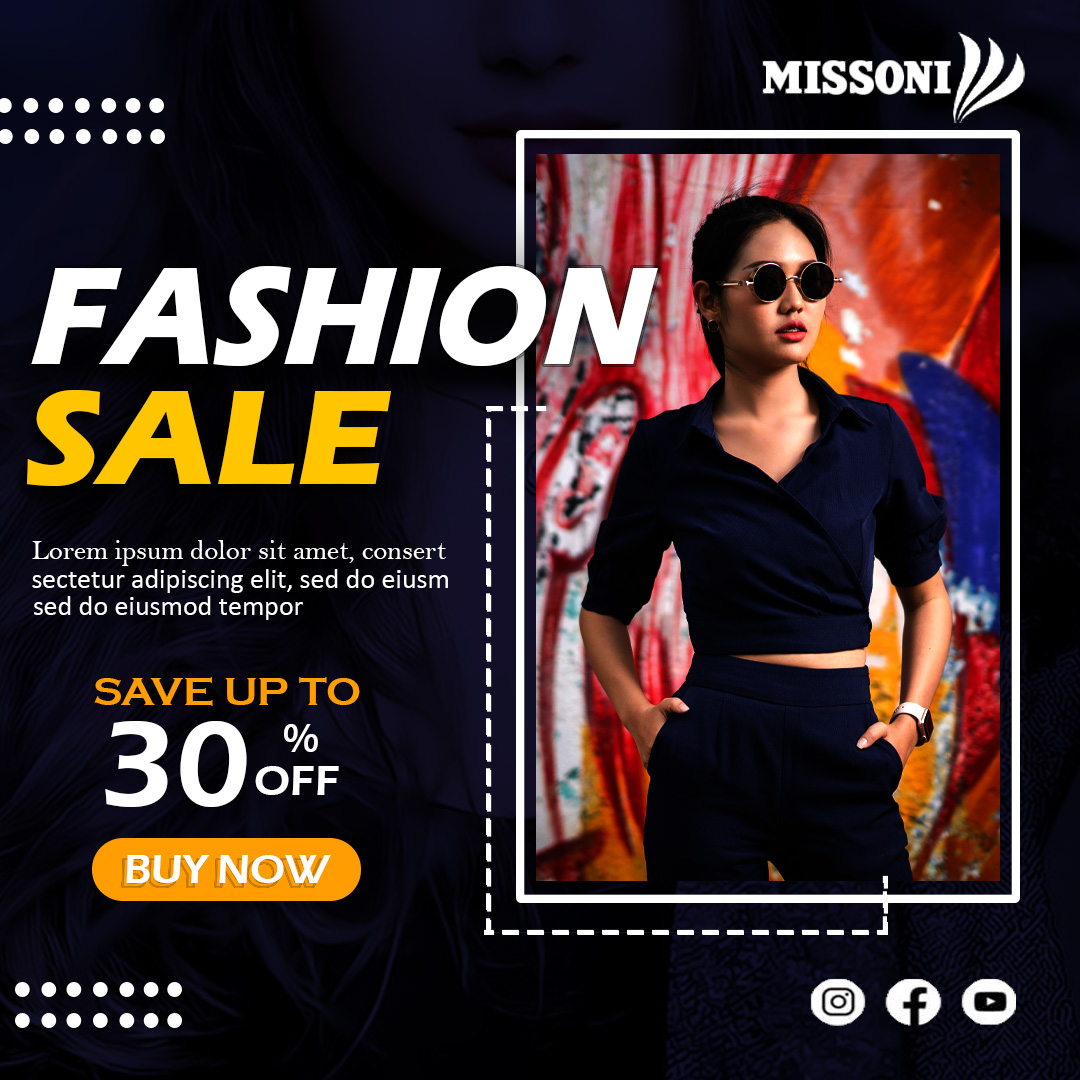 MISSONI
FASHION
SALE
Lorem ipsum dolor sit amet, consert
sectetur adipiscing elit, sed do eiusm
sed do eiusmod tempor
SAVE UP TO
30 % OFF
BUY NOW